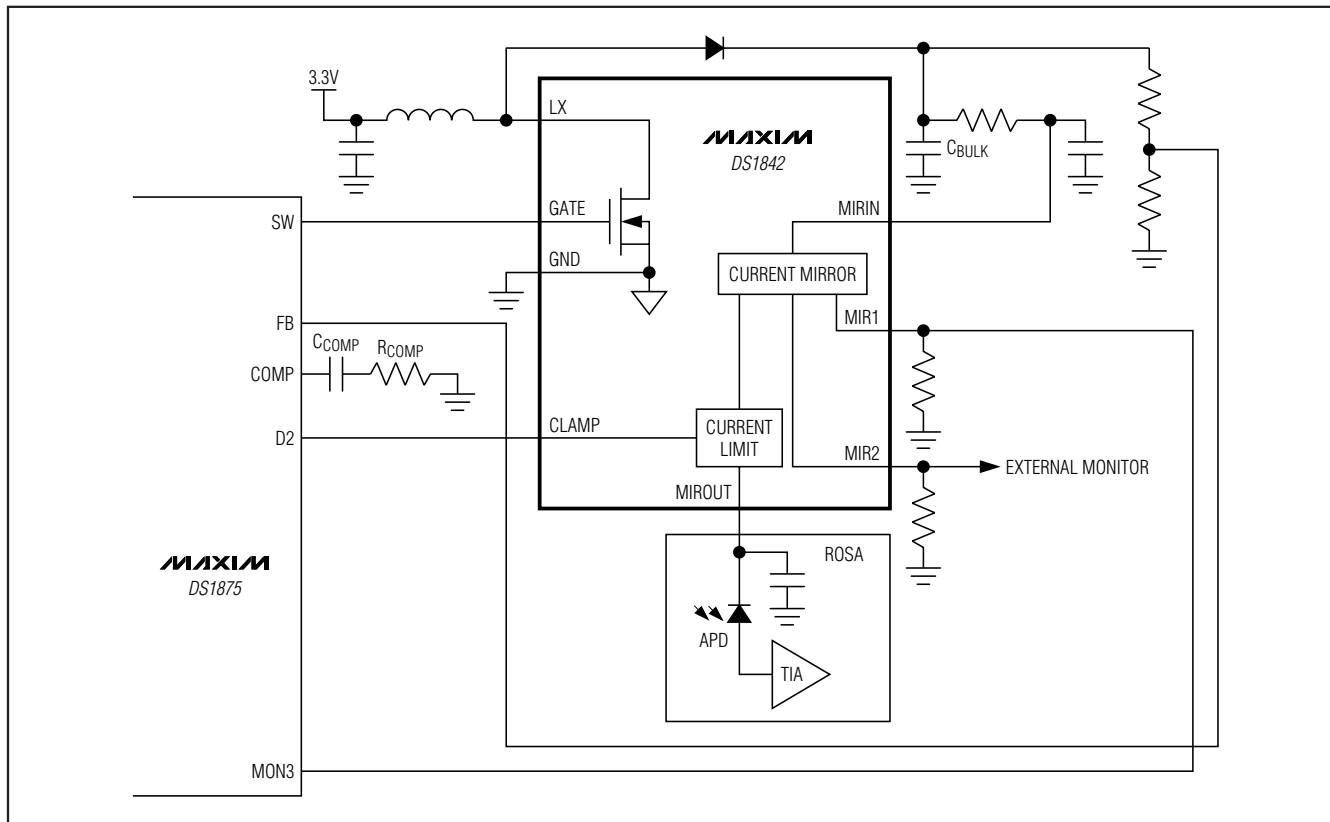 3.3V
LX
MAXIM
DS1842
CBULK
SW
GATE
MIRIN
GND
CURRENT MIRROR
FB
MIR1
CCOMP
RCOMP
COMP
D2
CLAMP
CURRENT
LIMIT
MIR2
EXTERNAL MONITOR
MIROUT
ROSA
MAXIM
DS1875
APD
TIA
MON3